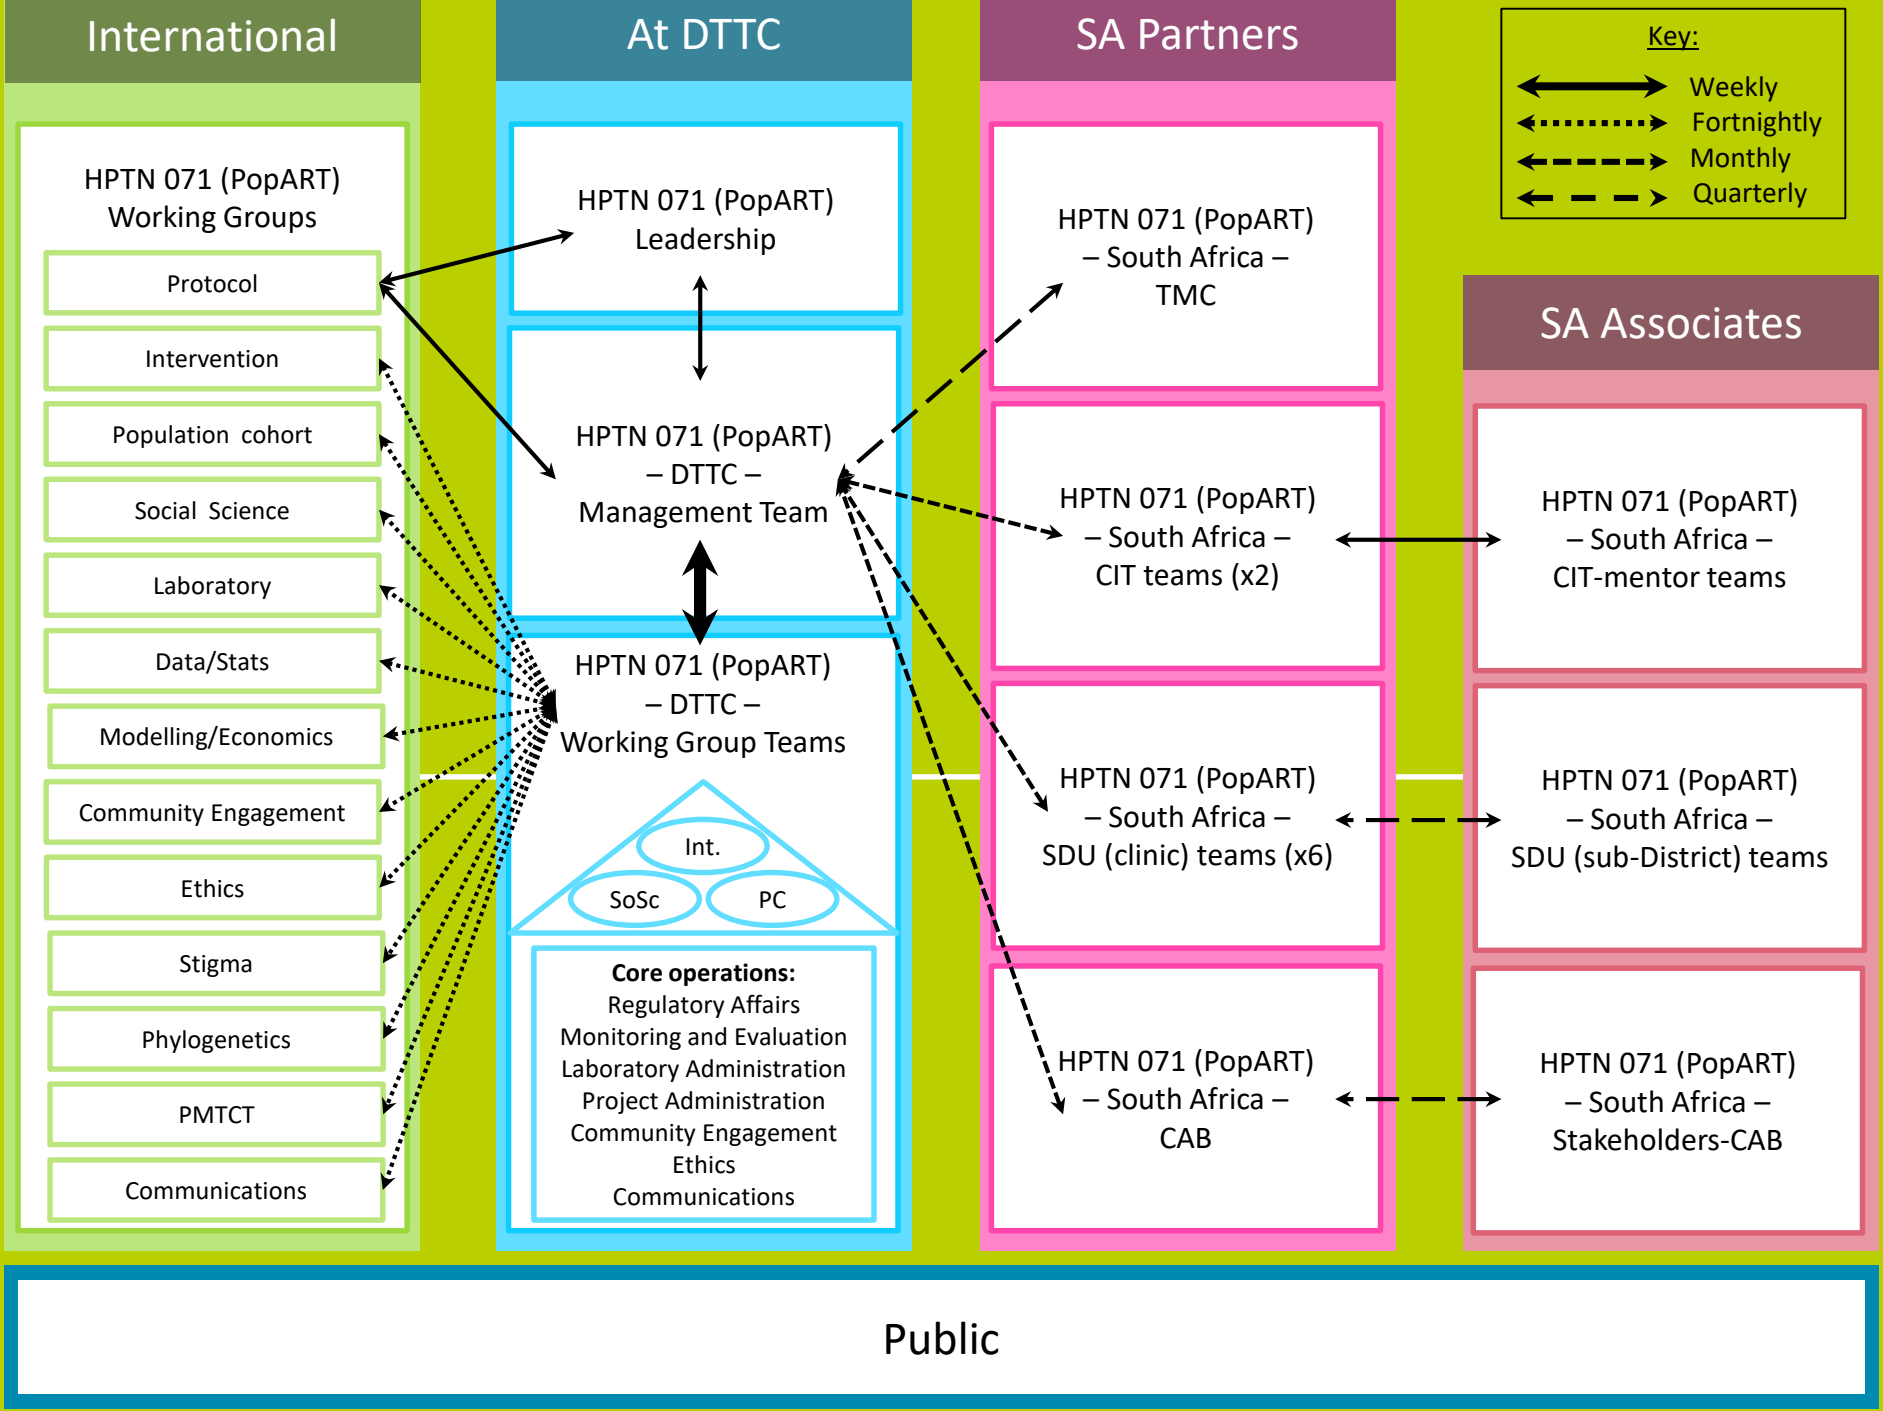 International
HPTN 071 (PopART)
Working Groups
Protocol
Intervention
Population cohort
Social Science
Laboratory
Data/Stats
Modelling/Economics
Community Engagement
Ethics
Stigma
Phylogenetics
PMTCT
Communications
At DTTC
HPTN 071 (PopART)
Leadership
HPTN 071 (PopART)
– DTTC –
Management Team
HPTN 071 (PopART)
– DTTC –
Working Group Teams
Int.
SoSc
PC
Core operations:
Regulatory Affairs
Monitoring and Evaluation
Laboratory Administration
Project Administration
Community Engagement
Ethics
Communications
SA Partners
HPTN 071 (PopART)
– South Africa –
TMC
HPTN 071 (PopART)
– South Africa –
CIT teams (x2)
HPTN 071 (PopART)
– South Africa –
SDU (clinic) teams (x6)
HPTN 071 (PopART)
– South Africa –
CAB
Key:
Weekly
Fortnightly
Monthly
Quarterly
SA Associates
HPTN 071 (PopART)
– South Africa –
CIT-mentor teams
HPTN 071 (PopART)
– South Africa –
SDU (sub-District) teams
HPTN 071 (PopART)
– South Africa –
Stakeholders-CAB
Public